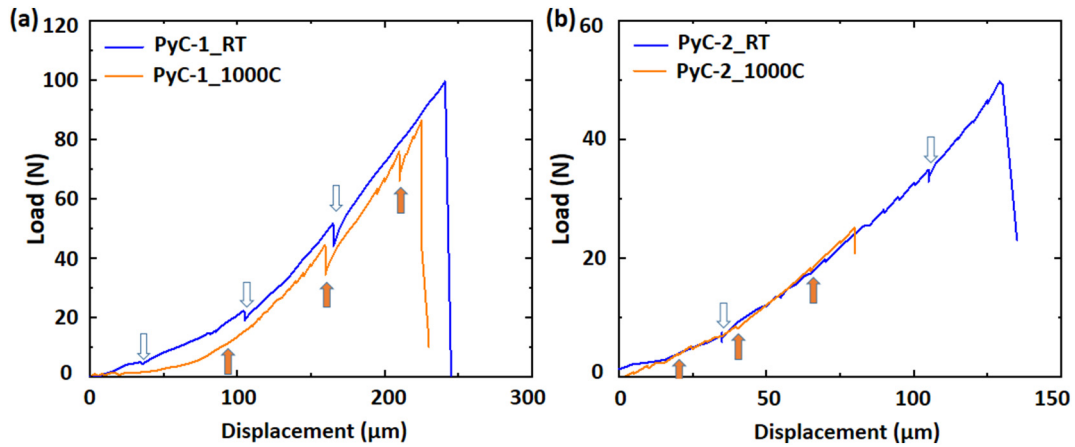 (a)
120
100
80
60
40
20
0
Load (N)
PyC-1_RT
PyC-1_1000C
0 100 200 300
Displacement (μm)
(b)
60
40
20
0
Load (N)
PyC-2_RT
PyC-2_1000C
0 50 100 150
Displacement (μm)